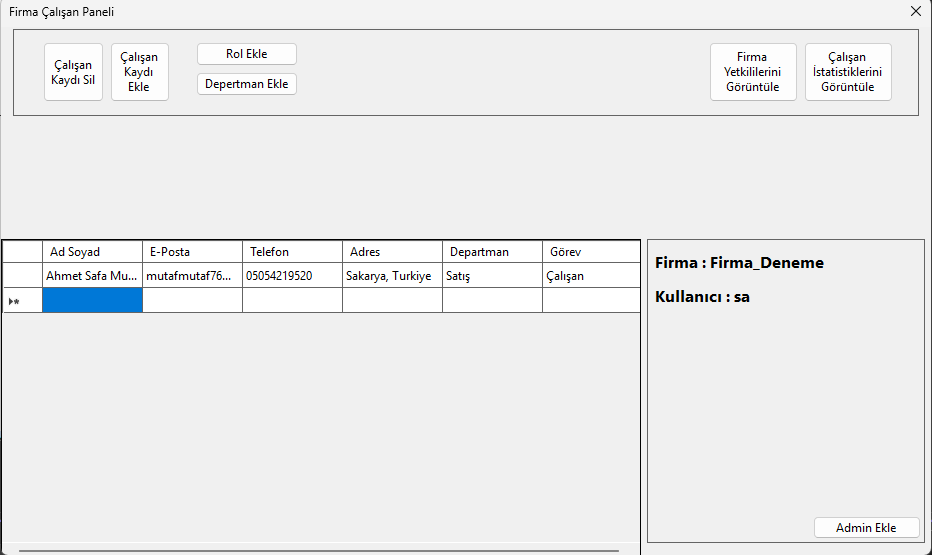 Firma Çalışan Paneli
Çalışan
Kaydı Sil
Çalışan
Kaydı
Ekle
Rol Ekle
Depertman Ekle
Firma
Yetkililerini
Görüntüle
Çalışan
İstatistiklerini
Görüntüle
Ad Soyad E-Posta Telefon Adres Departman Görev
Ahmet Safa Mu... mutafmutaf76... 05054219520 Sakarya, Turkiye Satış Çalışan
Firma : Firma_Deneme
Kullanıcı : sa
Admin Ekle